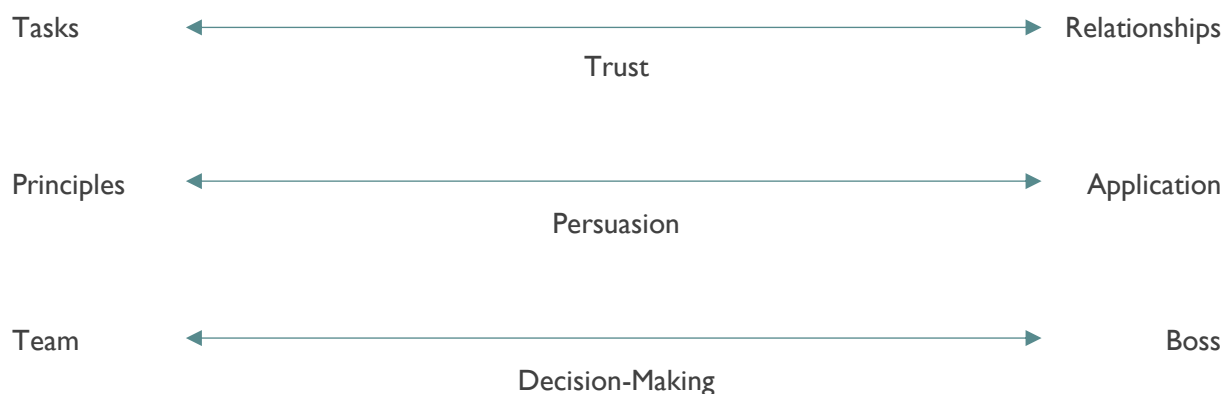 Tasks Relationships
Trust
Principles Application
Persuasion
Team Boss
Decision-Making